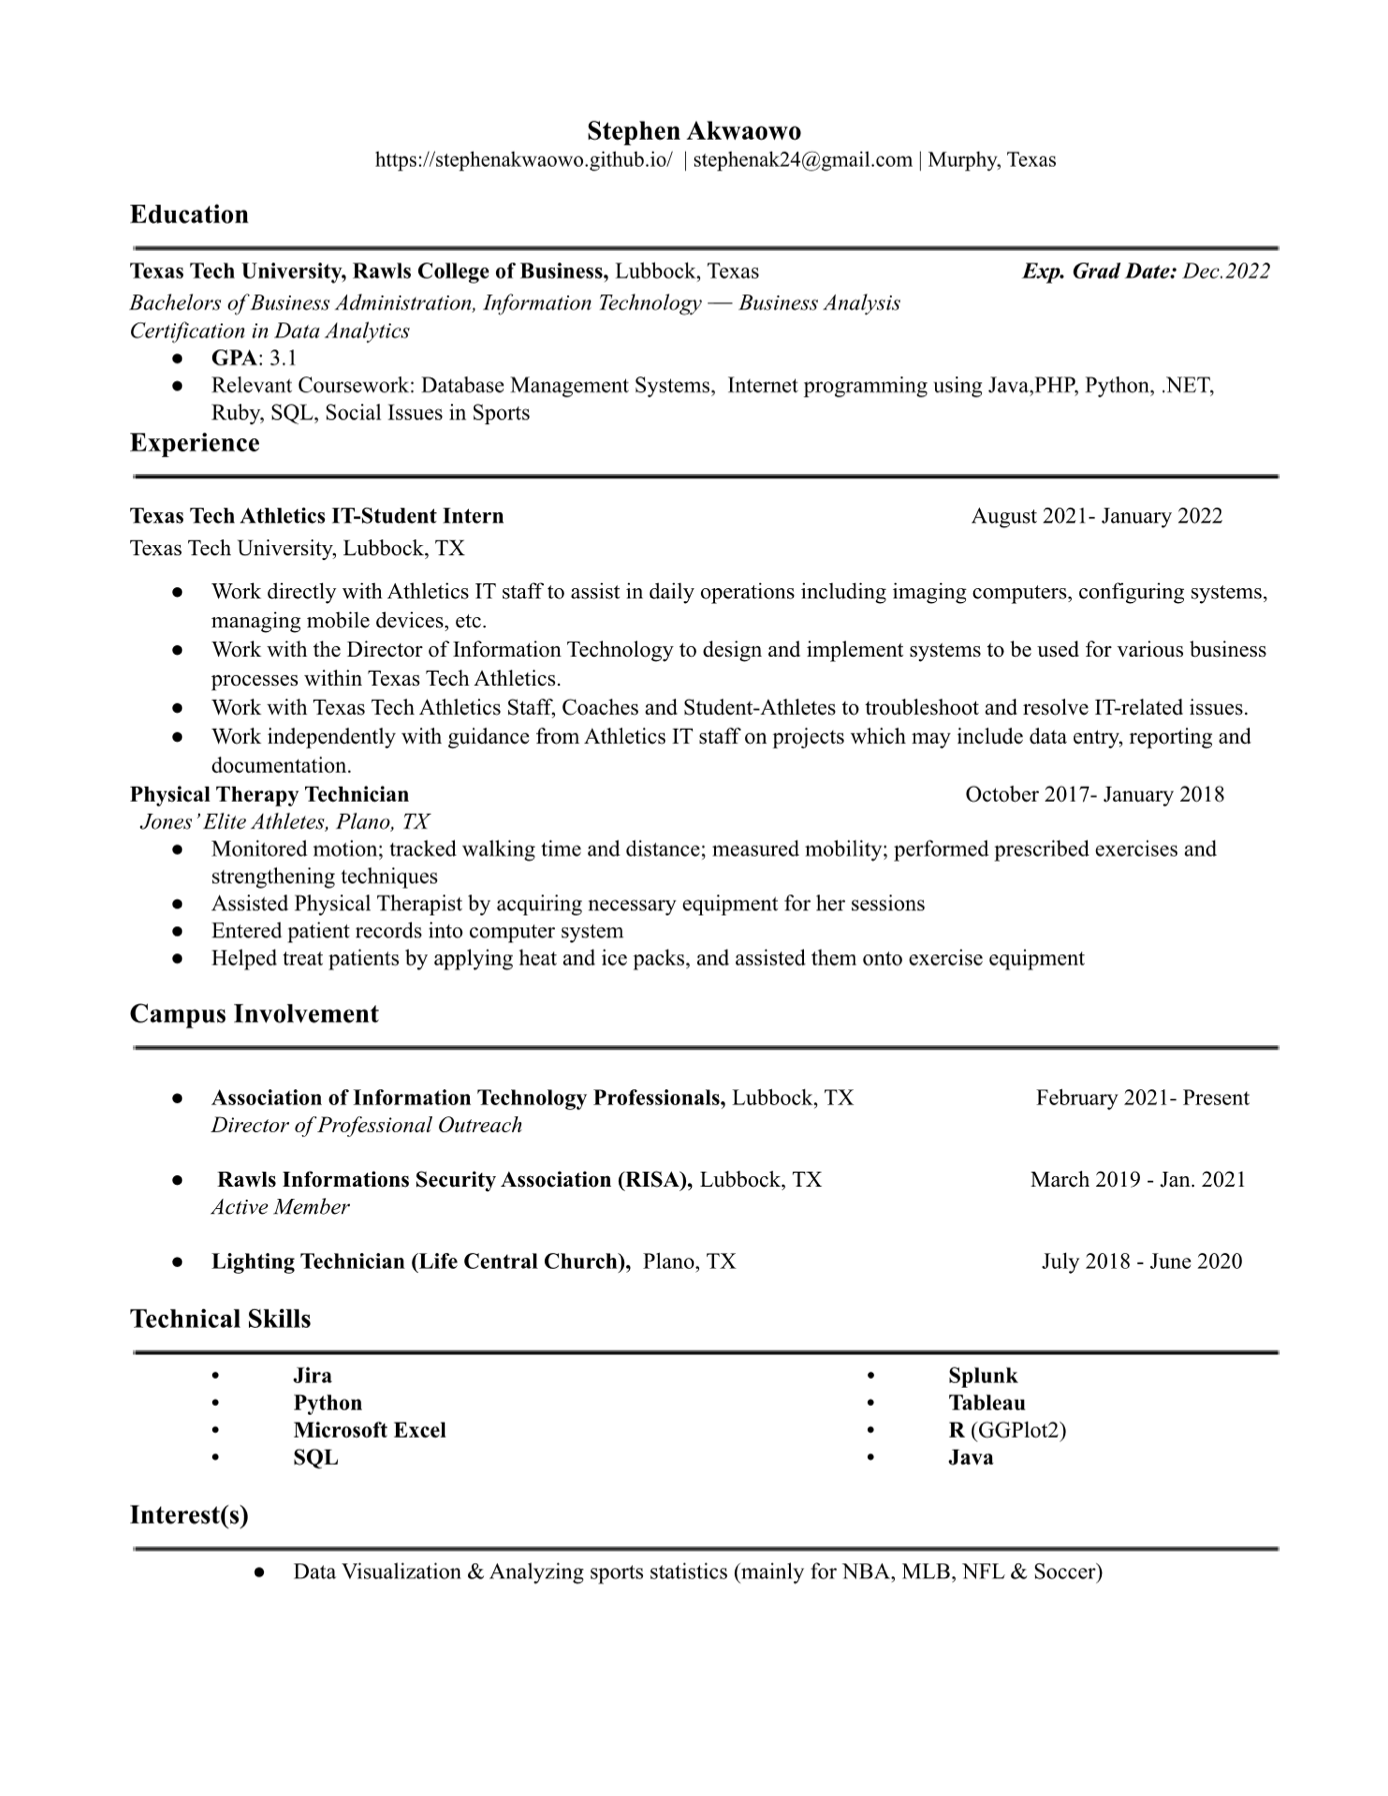 Stephen Akwaowo
https://stephenakwaowo.github.io/ | stephenak24@gmail.com | Murphy, Texas
Education
Texas Tech University, Rawls College of Business, Lubbock, Texas Exp. Grad Date: Dec.2022
Bachelors of Business Administration, Information Technology — Business Analysis
Certification in Data Analytics
● GPA: 3.1
● Relevant Coursework: Database Management Systems, Internet programming using Java,PHP, Python, .NET,
Ruby, SQL, Social Issues in Sports
Experience
Texas Tech Athletics IT-Student Intern August 2021- January 2022
Texas Tech University, Lubbock, TX
● Work directly with Athletics IT staff to assist in daily operations including imaging computers, configuring systems,
managing mobile devices, etc.
● Work with the Director of Information Technology to design and implement systems to be used for various business
processes within Texas Tech Athletics.
● Work with Texas Tech Athletics Staff, Coaches and Student-Athletes to troubleshoot and resolve IT-related issues.
● Work independently with guidance from Athletics IT staff on projects which may include data entry, reporting and
documentation.
Physical Therapy Technician October 2017- January 2018
Jones’ Elite Athletes, Plano, TX
● Monitored motion; tracked walking time and distance; measured mobility; performed prescribed exercises and
strengthening techniques
● Assisted Physical Therapist by acquiring necessary equipment for her sessions
● Entered patient records into computer system
● Helped treat patients by applying heat and ice packs, and assisted them onto exercise equipment
Campus Involvement
● Association of Information Technology Professionals, Lubbock, TX February 2021- Present
Director of Professional Outreach
● Rawls Informations Security Association (RISA), Lubbock, TX March 2019 - Jan. 2021
Active Member
● Lighting Technician (Life Central Church), Plano, TX July 2018 - June 2020
Technical Skills
• Jira
• Python
• Microsoft Excel
• SQL
• Splunk
• Tableau
• R (GGPlot2)
• Java
Interest(s)
● Data Visualization & Analyzing sports statistics (mainly for NBA, MLB, NFL & Soccer)